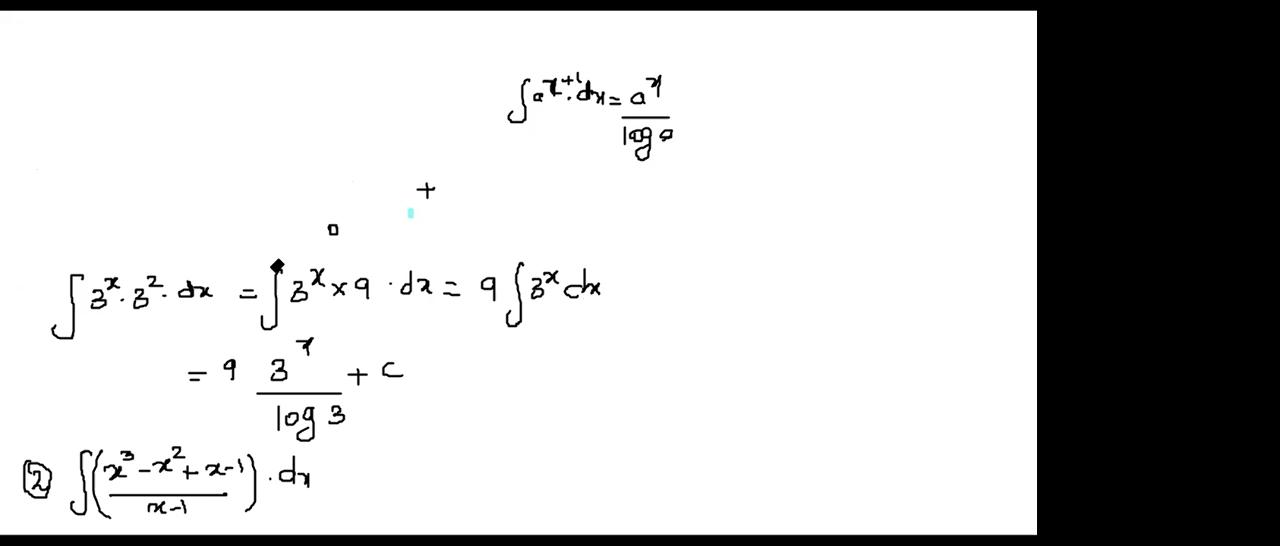 ∫a^(x+1).dx = a^x/log a
+
∫3^x.3^2.dx = ∫3^x×9.dx = 9∫3^x dx
= 9 3^x/log 3 + c
② ∫((x^3-x^2+x-1)/(x-1)).dx